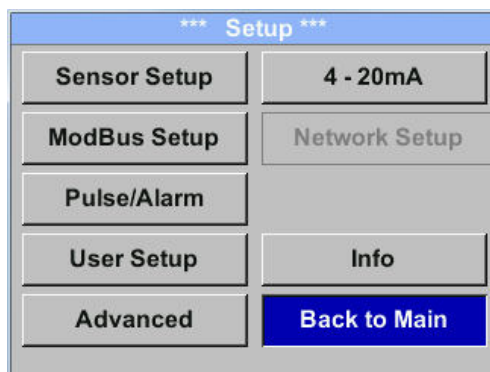 *** Setup ***
Sensor Setup
4 - 20mA
ModBus Setup
Network Setup
Pulse/Alarm
User Setup
Info
Advanced
Back to Main